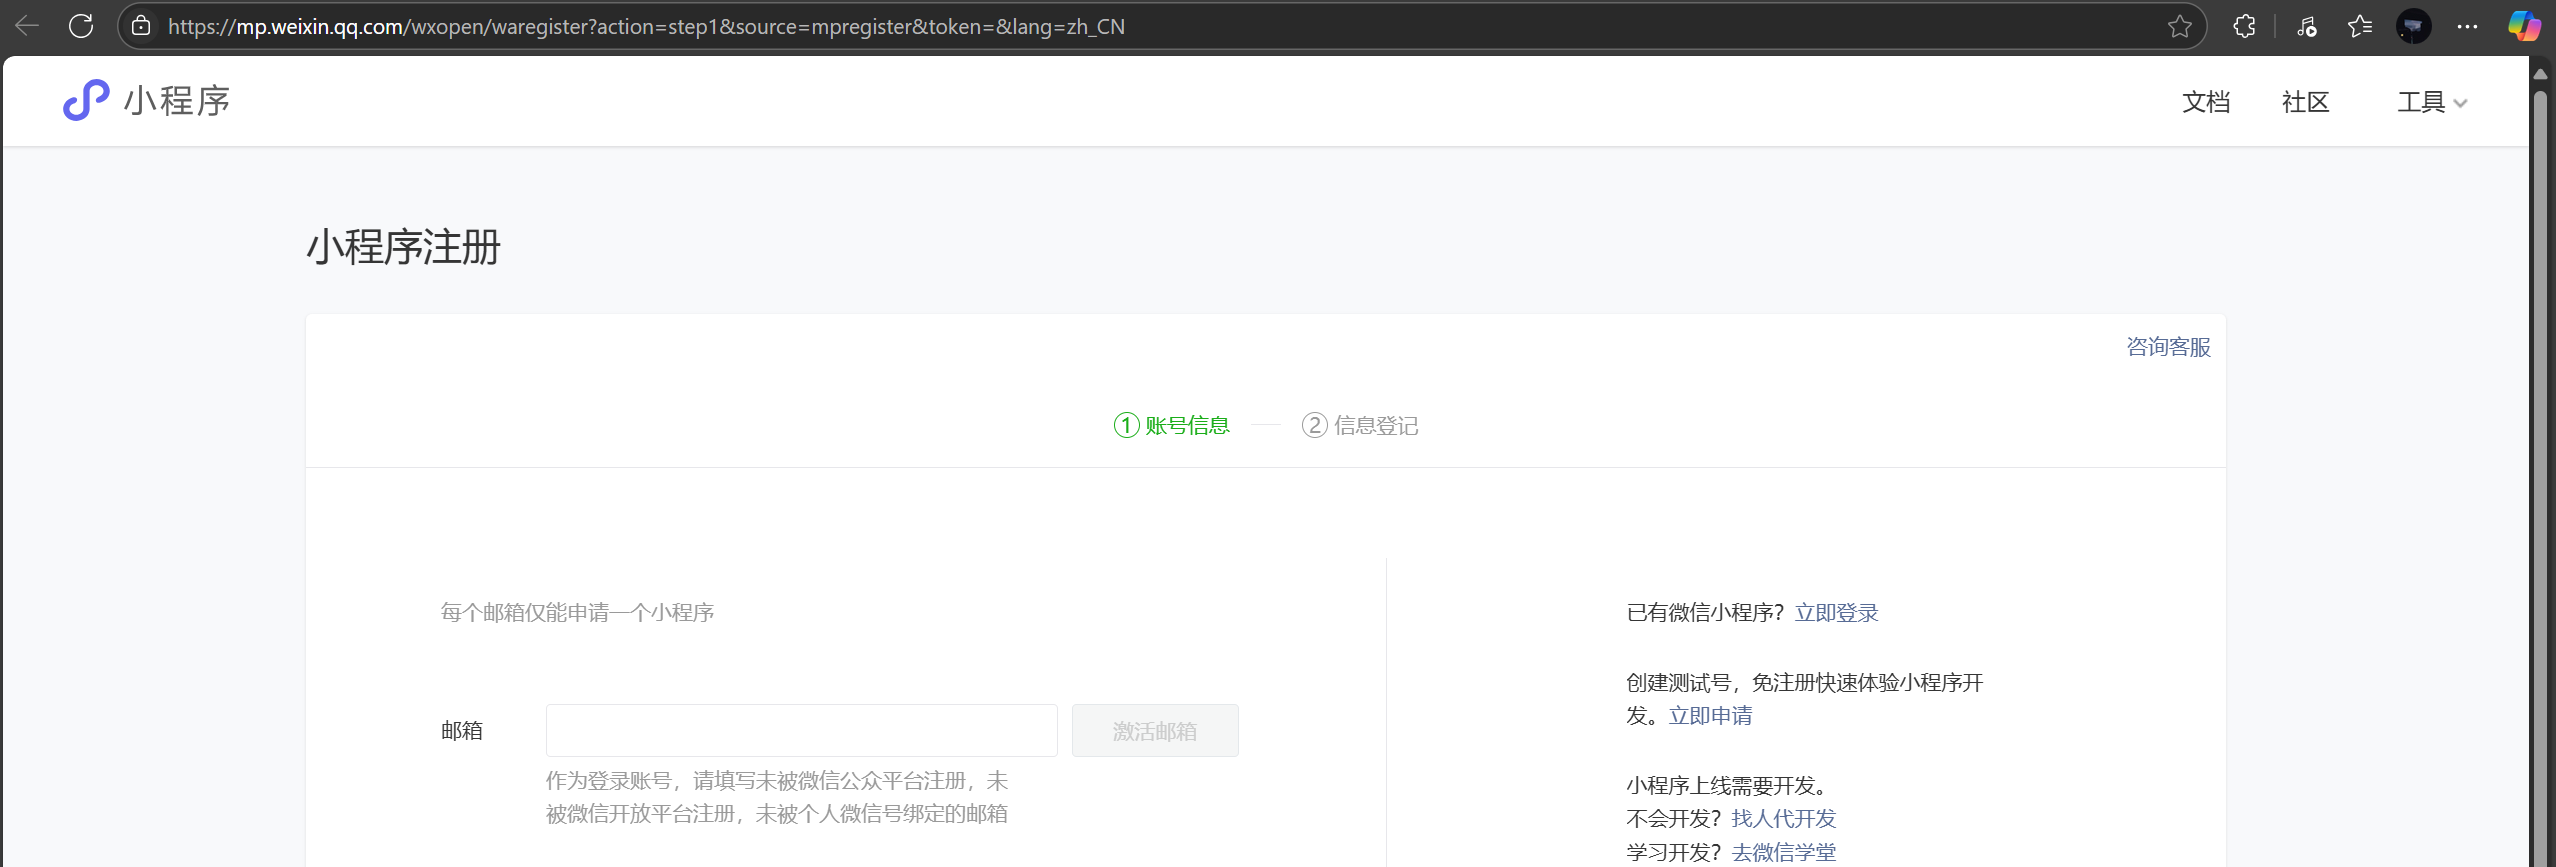 https://mp.weixin.qq.com/wxopen/waregister?action=step1&source=mpregister&token=&lang=zh_CN
小程序
文档
社区
工具
小程序注册
咨询客服
1 账号信息
2 信息登记
每个邮箱仅能申请一个小程序
邮箱
激活邮箱
作为登录账号，请填写未被微信公众平台注册，未
被微信开放平台注册，未被个人微信号绑定的邮箱
已有微信小程序？立即登录
创建测试号，免注册快速体验小程序开
发。立即申请
小程序上线需要开发。
不会开发？找人代开发
学习开发？去微信学堂